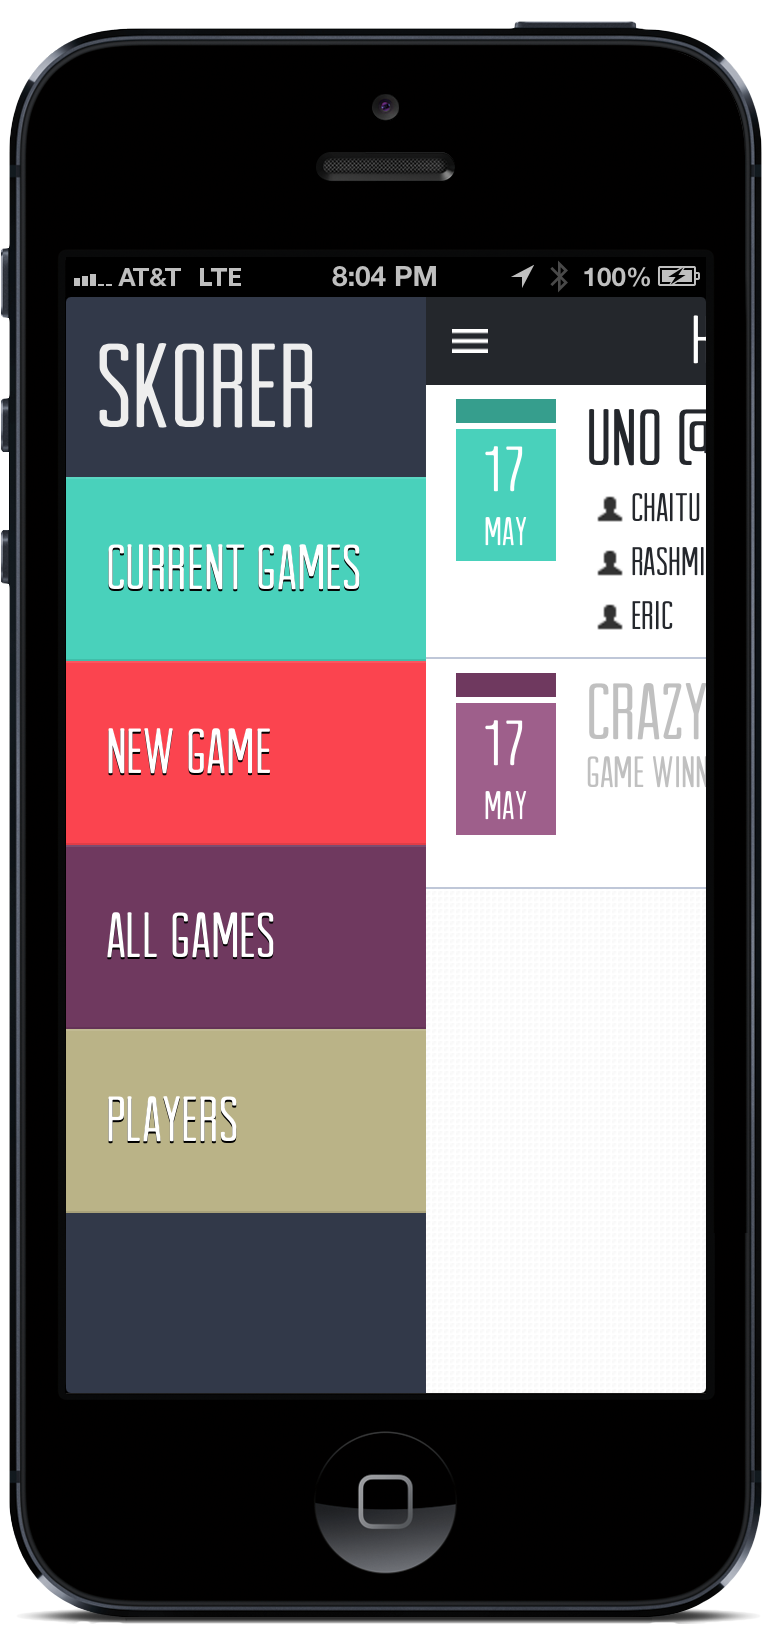 AT&T LTE 8:04 PM 100%
SKORER
CURRENT GAMES
NEW GAME
ALL GAMES
PLAYERS
H
17
MAY
UNO @
CHAITU
RASHMI
ERIC
17
MAY
CRAZY
GAME WINN